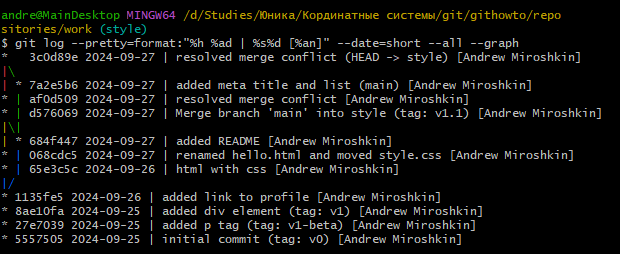 andre@MainDesktop MINGW64 /d/Studies/Юника/Кординатные системы/git/githowto/repo
sitories/work (style)
$ git log --pretty=format:"%h %ad | %s%d [%an]" --date=short --all --graph
*   3c0d89e 2024-09-27 | resolved merge conflict (HEAD -> style) [Andrew Miroshkin]
|\
| * 7a2e5b6 2024-09-27 | added meta title and list (main) [Andrew Miroshkin]
* | af0d509 2024-09-27 | resolved merge conflict [Andrew Miroshkin]
* | d576069 2024-09-27 | Merge branch 'main' into style (tag: v1.1) [Andrew Miroshkin]
|\|
| * 684f447 2024-09-27 | added README [Andrew Miroshkin]
* | 068cdc5 2024-09-27 | renamed hello.html and moved style.css [Andrew Miroshkin]
* | 65e3c5c 2024-09-26 | html with css [Andrew Miroshkin]
|/
* 1135fe5 2024-09-26 | added link to profile [Andrew Miroshkin]
* 8ae10fa 2024-09-25 | added div element (tag: v1) [Andrew Miroshkin]
* 27e7039 2024-09-25 | added p tag (tag: v1-beta) [Andrew Miroshkin]
* 5557505 2024-09-25 | initial commit (tag: v0) [Andrew Miroshkin]